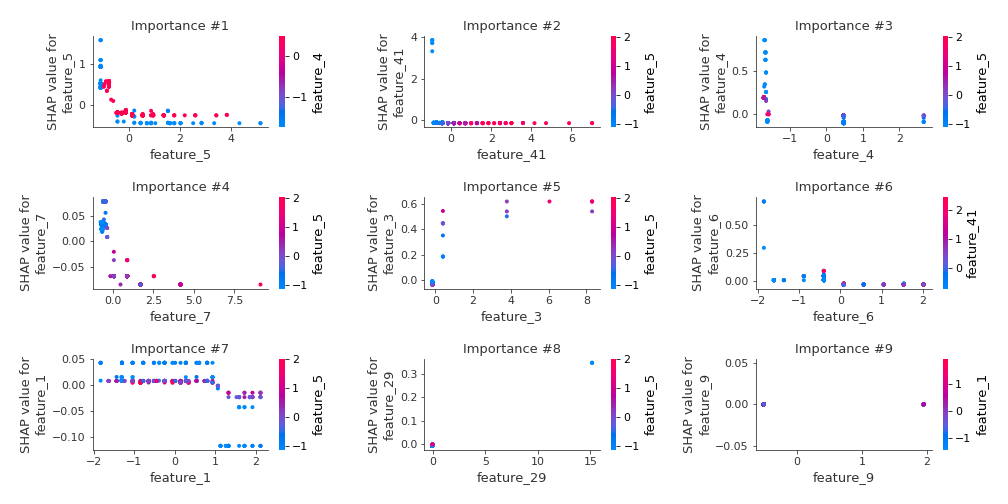 Importance #1
SHAP value for
feature_5
1
0
0
2
4
feature_5
0
−1
feature_4
Importance #2
SHAP value for
feature_41
4
2
0
0
2
4
6
feature_41
2
1
0
−1
feature_5
Importance #3
SHAP value for
feature_4
0.5
0.0
−1
0
1
2
feature_4
2
1
0
−1
feature_5
Importance #4
SHAP value for
feature_7
0.05
0.00
−0.05
0.0
2.5
5.0
7.5
feature_7
2
1
0
−1
feature_5
Importance #5
SHAP value for
feature_3
0.6
0.4
0.2
0.0
0
2
4
6
8
feature_3
2
1
0
−1
feature_5
Importance #6
SHAP value for
feature_6
0.50
0.25
0.00
−2
−1
0
1
2
feature_6
2
1
0
feature_41
Importance #7
SHAP value for
feature_1
0.05
0.00
−0.05
−0.10
−2
−1
0
1
2
feature_1
2
1
0
−1
feature_5
Importance #8
SHAP value for
feature_29
0.3
0.2
0.1
0.0
0
5
10
15
feature_29
2
1
0
−1
feature_5
Importance #9
SHAP value for
feature_9
0.05
0.00
−0.05
0
1
2
feature_9
1
0
−1
feature_1